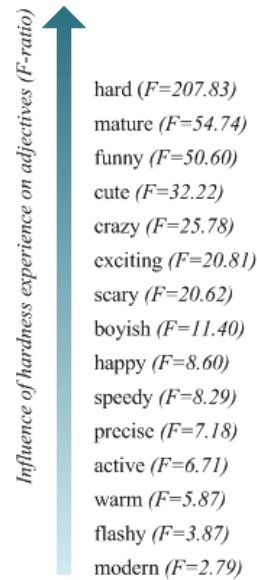 Influence of hardness experience on adjectives (F-ratio)
hard (F=207.83)
mature (F=54.74)
funny (F=50.60)
cute (F=32.22)
crazy (F=25.78)
exciting (F=20.81)
scary (F=20.62)
boyish (F=11.40)
happy (F=8.60)
speedy (F=8.29)
precise (F=7.18)
active (F=6.71)
warm (F=5.87)
flashy (F=3.87)
modern (F=2.79)